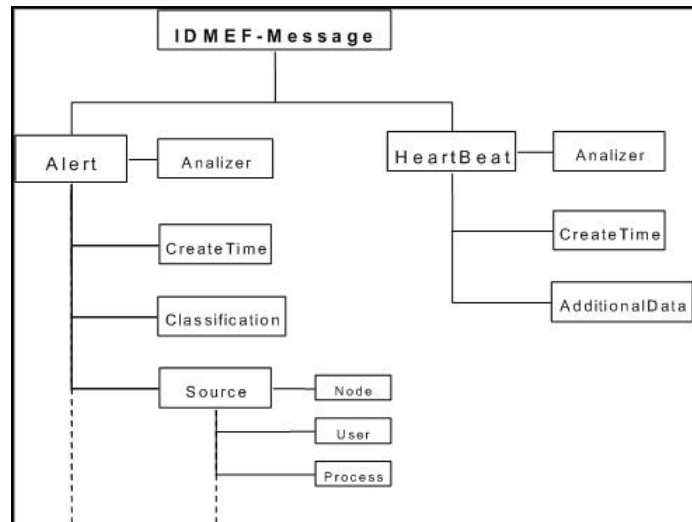 IDMEF-Message
Alert
Analizer
HeartBeat
Analizer
CreateTime
CreateTime
Classification
AdditionalData
Source
Node
User
Process